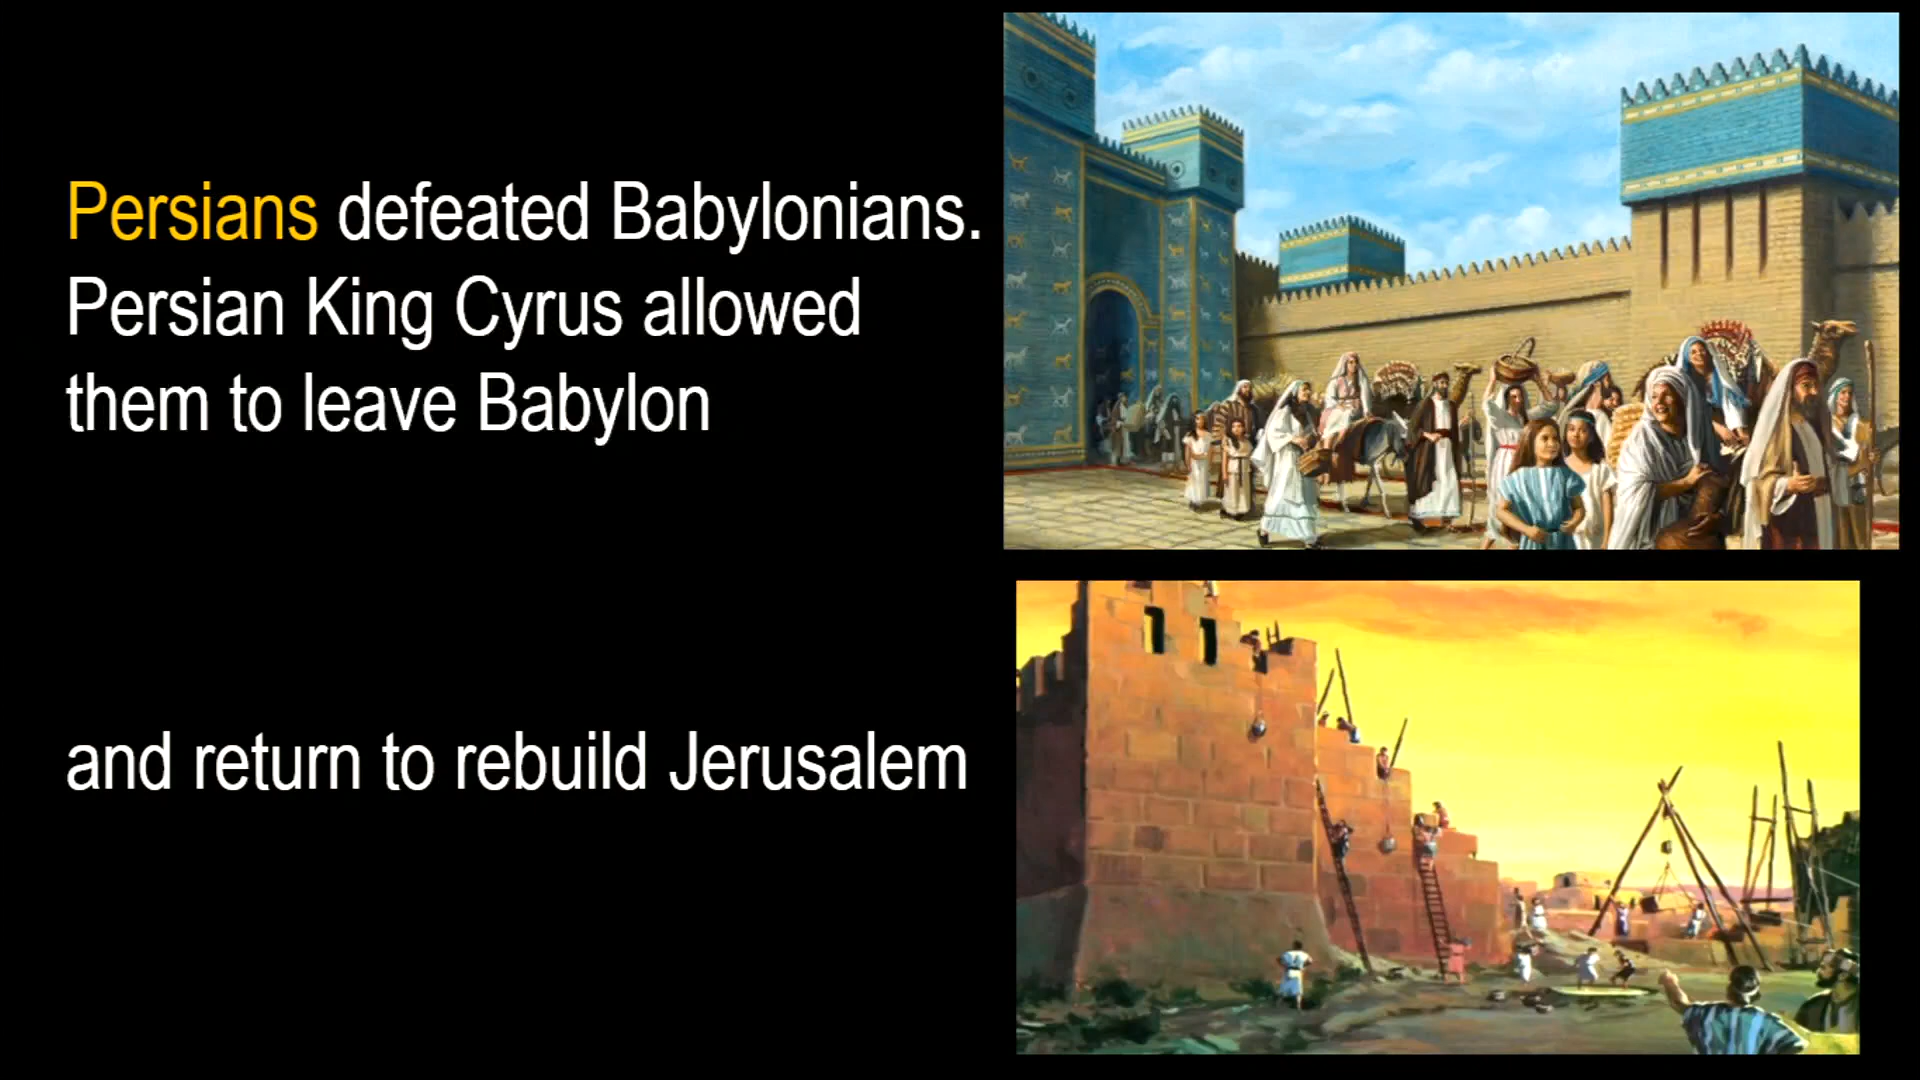 Persians defeated Babylonians.
Persian King Cyrus allowed
them to leave Babylon
and return to rebuild Jerusalem